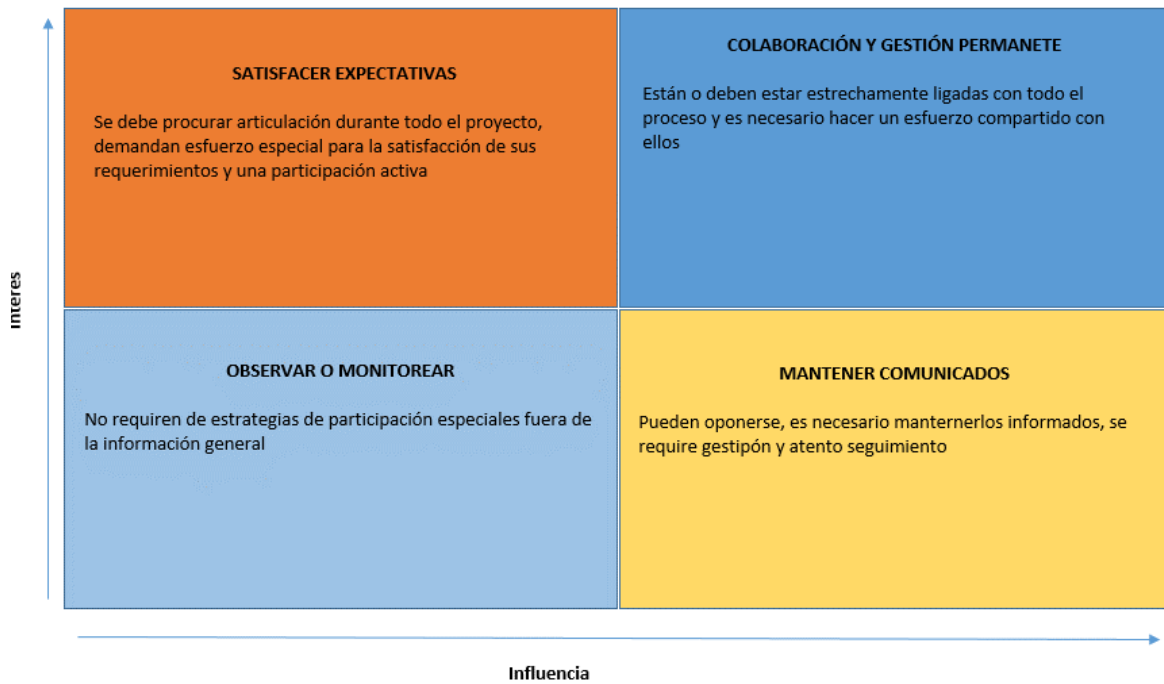 SATISFACER EXPECTATIVAS
Se debe procurar articulación durante todo el proyecto,
demandan esfuerzo especial para la satisfacción de sus
requerimientos y una participación activa
COLABORACIÓN Y GESTIÓN PERMANETE
Están o deben estar estrechamente ligadas con todo el
proceso y es necesario hacer un esfuerzo compartido con
ellos
Interes
OBSERVAR O MONITOREAR
No requiren de estrategias de participación especiales fuera de
la información general
MANTENER COMUNICADOS
Pueden oponerse, es necesario manternerlos informados, se
require gestipón y atento seguimiento
Influencia